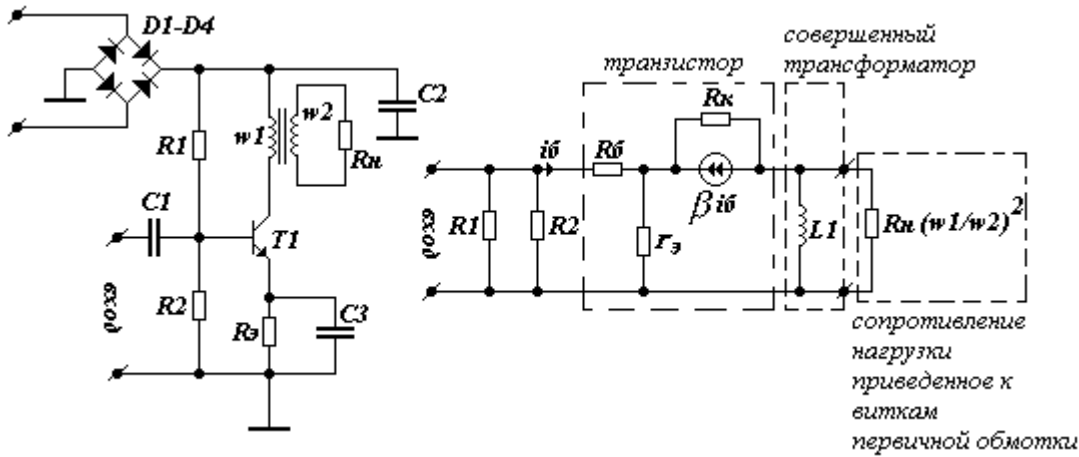 D1-D4
C2
w1
w2
Rн
R1
C1
T1
R2
C3
Rэ
вход
транзистор
совершенный
трансформатор
Rк
iб
Rб
βiб
R1
R2
rэ
L1
Rн (w1/w2)²
вход
сопротивление
нагрузки
приведенное к
виткам
первичной обмотки